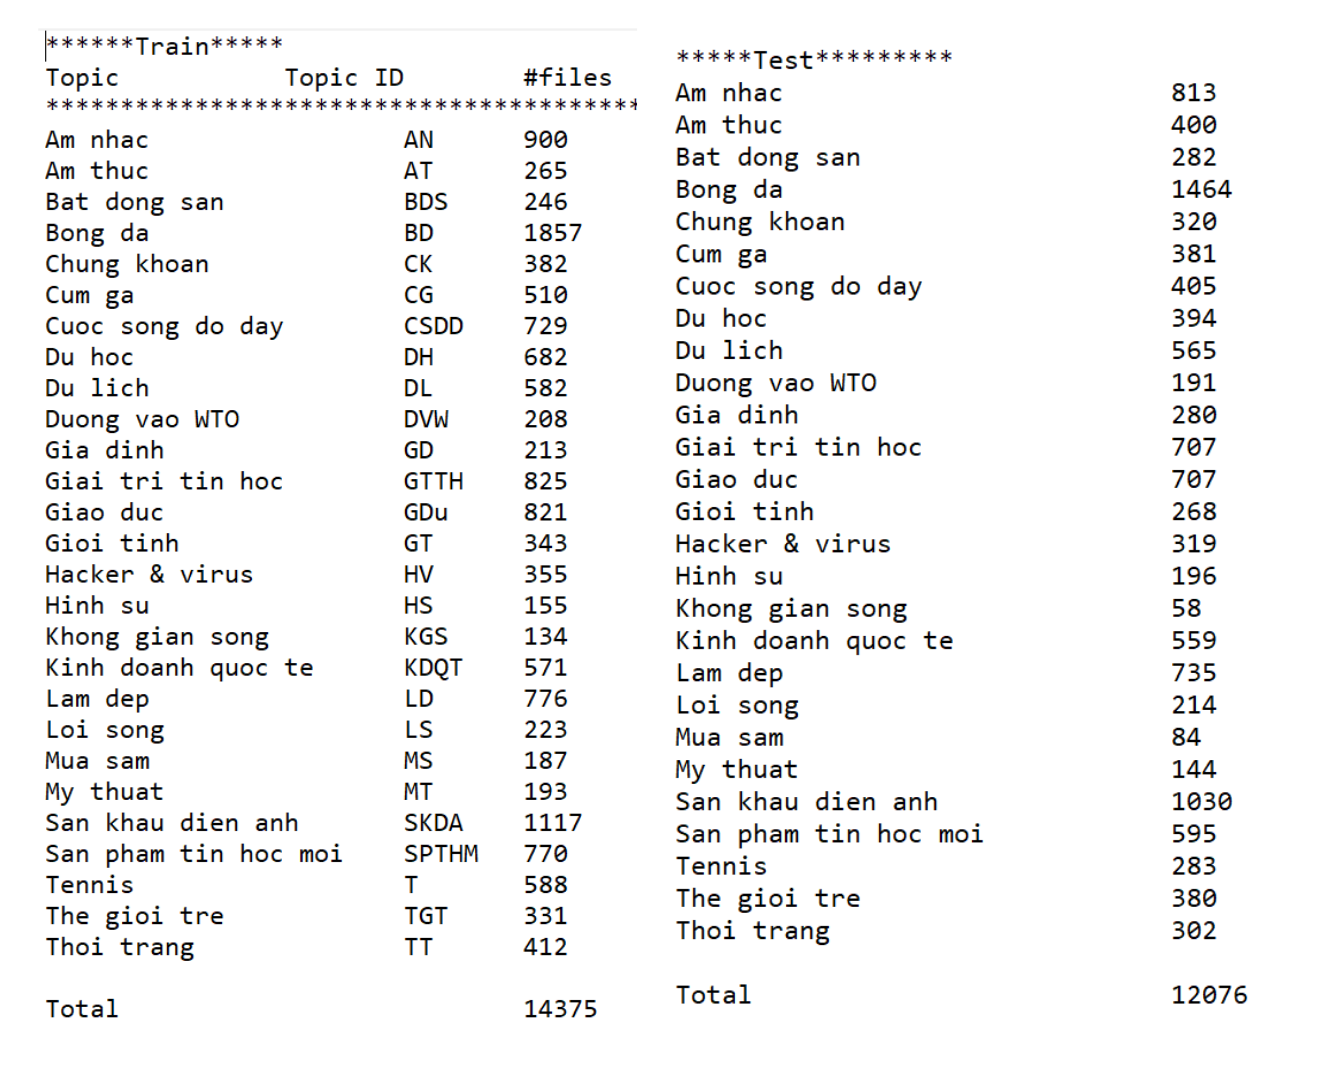 ******Train*****
Topic Topic ID #files
****************************************
Am nhac AN 900
Am thuc AT 265
Bat dong san BDS 246
Bong da BD 1857
Chung khoan CK 382
Cum ga CG 510
Cuoc song do day CSDD 729
Du hoc DH 682
Du lich DL 582
Duong vao WTO DVW 208
Gia dinh GD 213
Giai tri tin hoc GTTH 825
Giao duc GDu 821
Gioi tinh GT 343
Hacker & virus HV 355
Hinh su HS 155
Khong gian song KGS 134
Kinh doanh quoc te KDQT 571
Lam dep LD 776
Loi song LS 223
Mua sam MS 187
My thuat MT 193
San khau dien anh SKDA 1117
San pham tin hoc moi SPTHM 770
Tennis T 588
The gioi tre TGT 331
Thoi trang TT 412
Total 14375
*****Test*********
Am nhac 813
Am thuc 400
Bat dong san 282
Bong da 1464
Chung khoan 320
Cum ga 381
Cuoc song do day 405
Du hoc 394
Du lich 565
Duong vao WTO 191
Gia dinh 280
Giai tri tin hoc 707
Giao duc 707
Gioi tinh 268
Hacker & virus 319
Hinh su 196
Khong gian song 58
Kinh doanh quoc te 559
Lam dep 735
Loi song 214
Mua sam 84
My thuat 144
San khau dien anh 1030
San pham tin hoc moi 595
Tennis 283
The gioi tre 380
Thoi trang 302
Total 12076